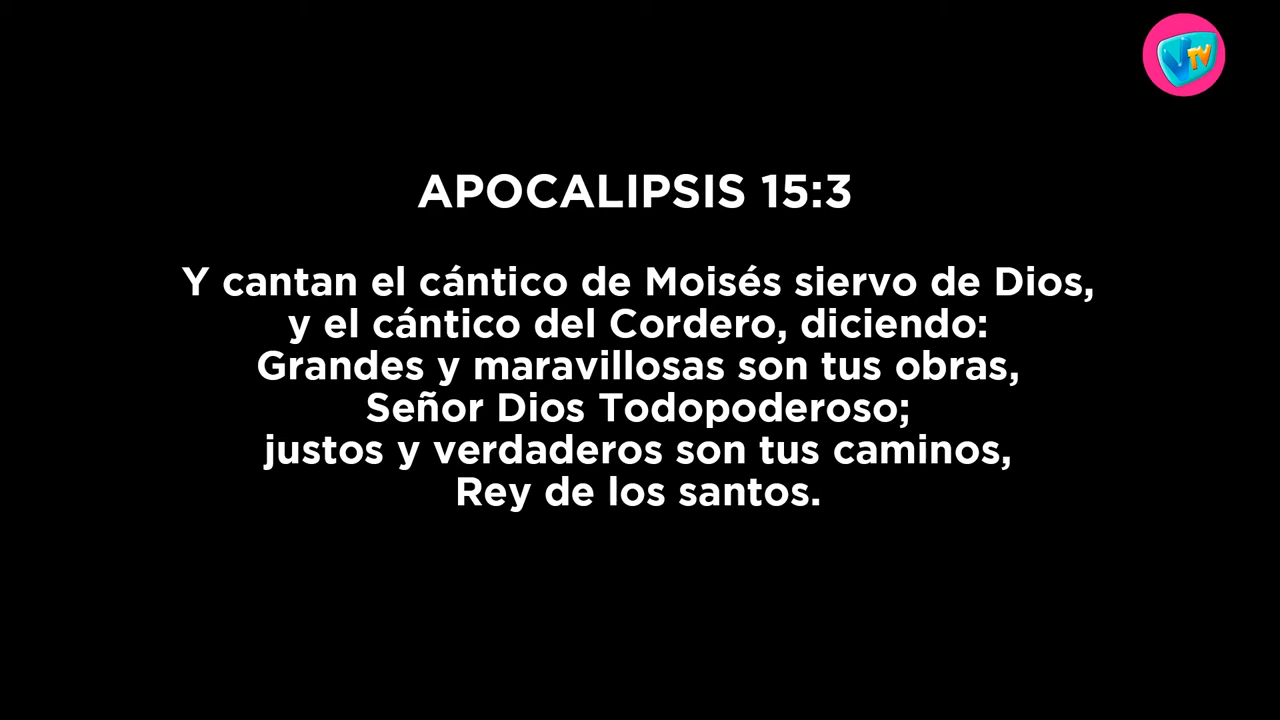 TV
APOCALIPSIS 15:3
Y cantan el cántico de Moisés siervo de Dios,
y el cántico del Cordero, diciendo:
Grandes y maravillosas son tus obras,
Señor Dios Todopoderoso;
justos y verdaderos son tus caminos,
Rey de los santos.